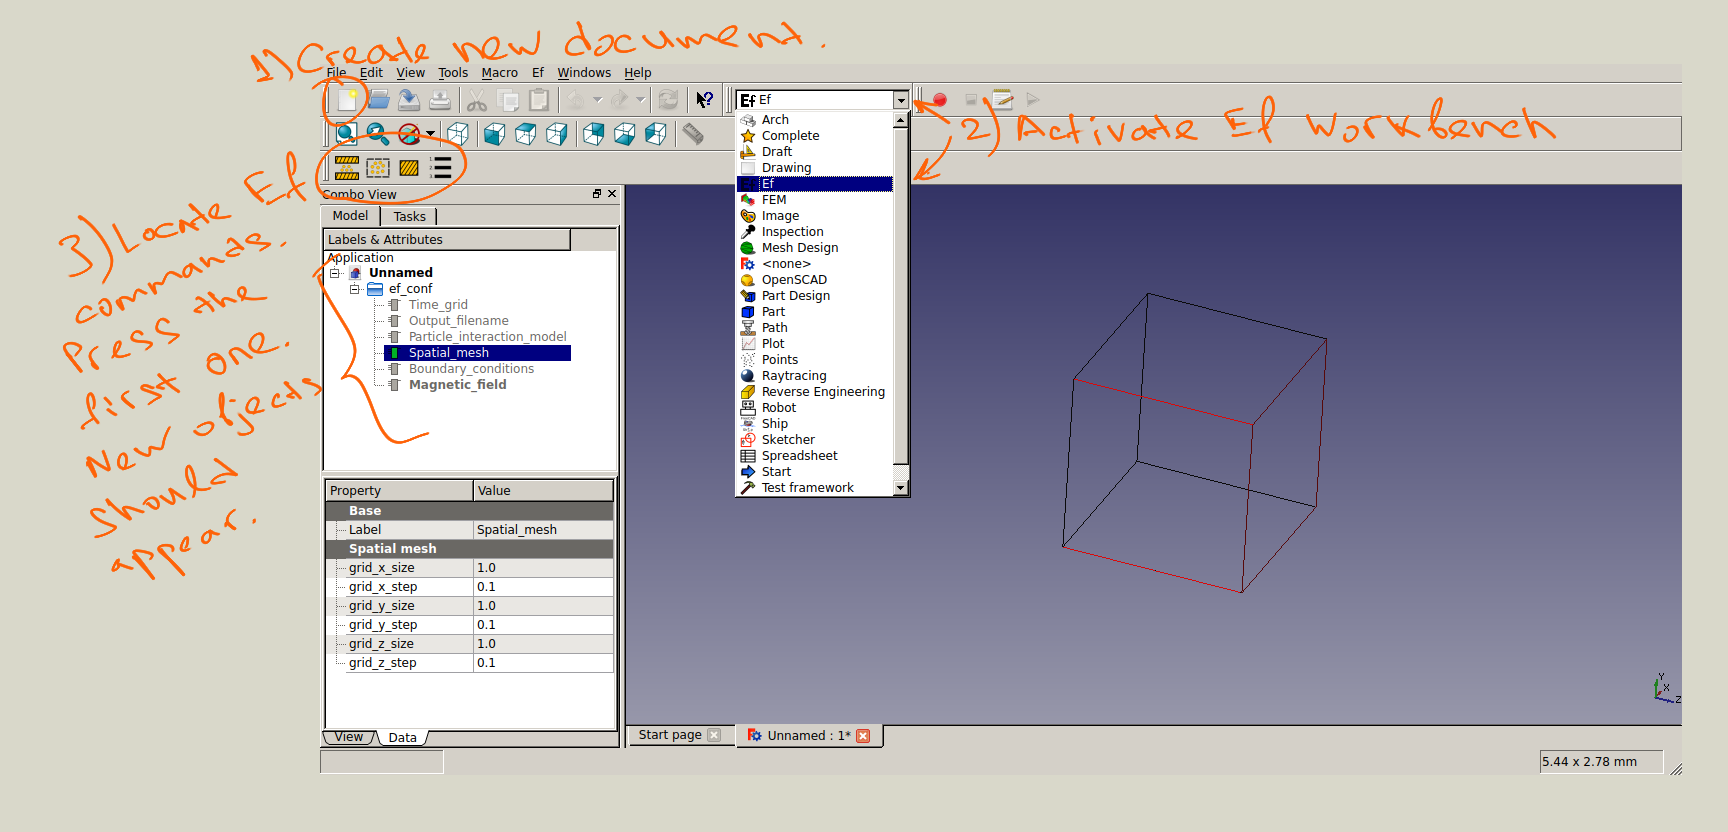 1) Create new document.
File Edit View Tools Macro Ef Windows Help
Ef Ef
2) Activate Ef Workbench
Arch
Complete
Draft
Drawing
Ef
FEM
Image
Inspection
Mesh Design
<none>
OpenSCAD
Part Design
Part
Path
Plot
Points
Raytracing
Reverse Engineering
Robot
Ship
Sketcher
Spreadsheet
Start
Test framework
3) Locate Ef
commands.
Press the
first one.
New objects
should
appear.
Combo View
Model Tasks
Labels & Attributes
Application
Unnamed
ef_conf
Time_grid
Output_filename
Particle_interaction_model
Spatial_mesh
Boundary_conditions
Magnetic_field
Property Value
Base
Label Spatial_mesh
Spatial mesh
grid_x_size 1.0
grid_x_step 0.1
grid_y_size 1.0
grid_y_step 0.1
grid_z_size 1.0
grid_z_step 0.1
View Data
Start page Unnamed : 1*
Y
X
Z
5.44 x 2.78 mm